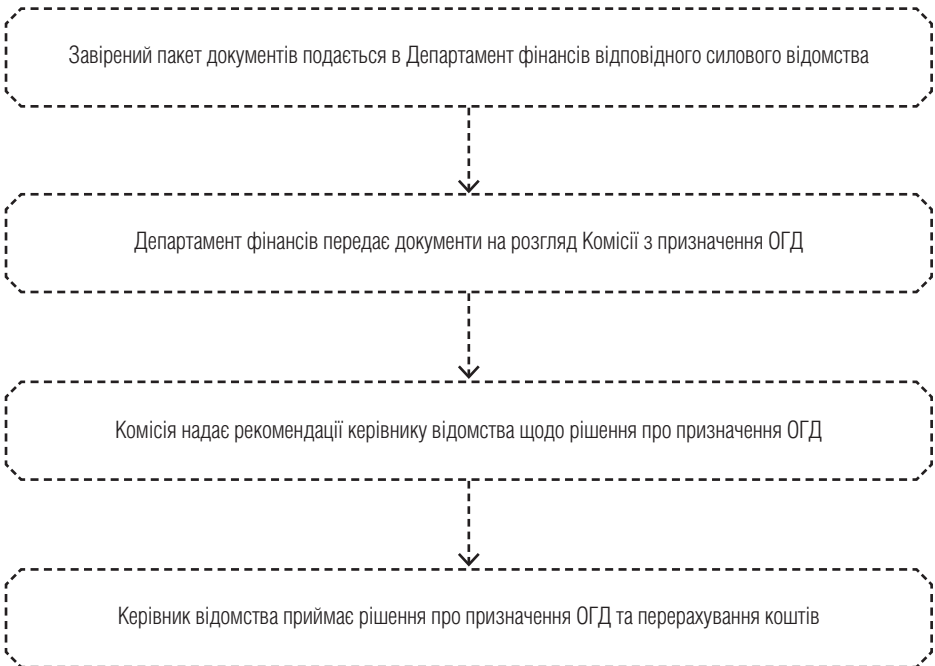 Завірений пакет документів подається в Департамент фінансів відповідного силового відомства
Департамент фінансів передає документи на розгляд Комісії з призначення ОГД
Комісія надає рекомендації керівнику відомства щодо рішення про призначення ОГД
Керівник відомства приймає рішення про призначення ОГД та перерахування коштів